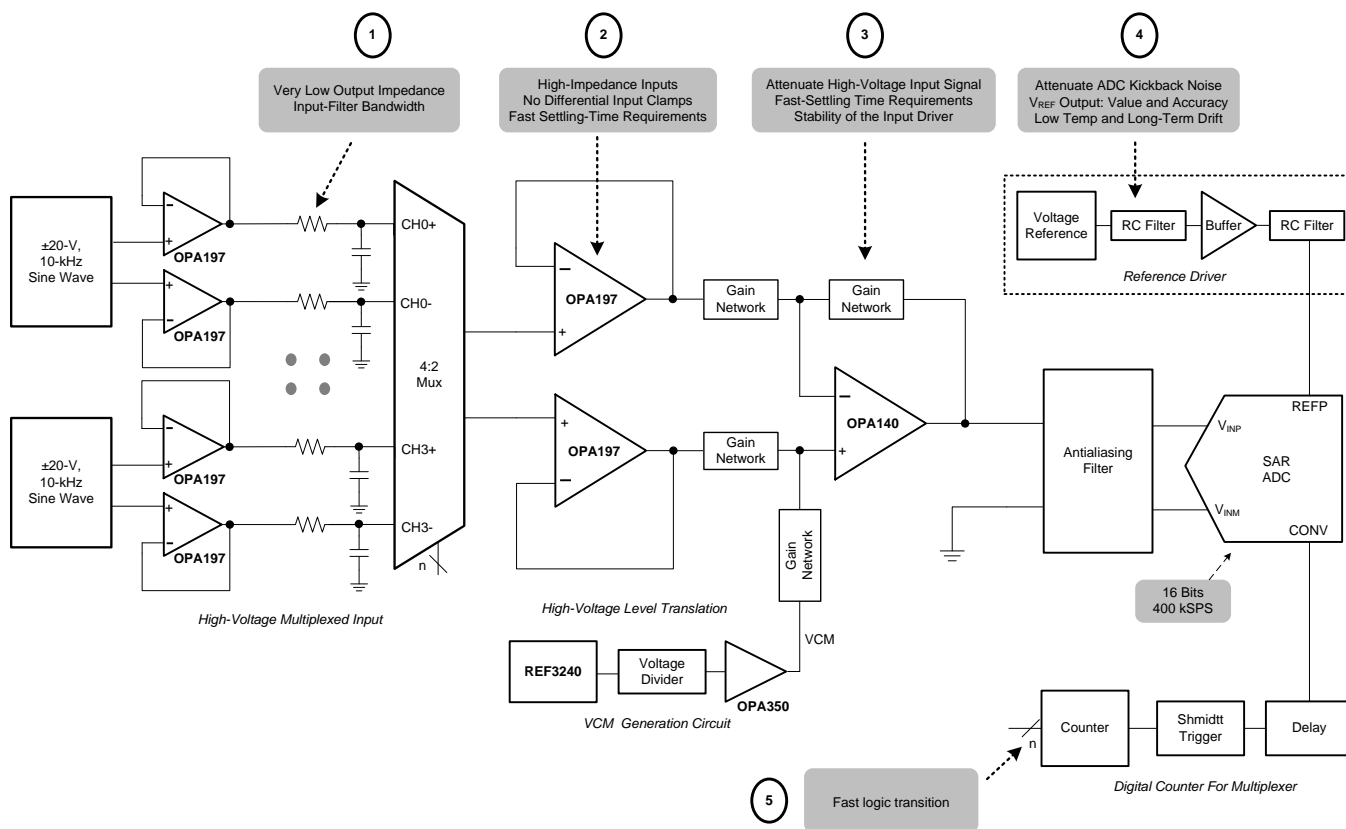 1
Very Low Output Impedance
Input-Filter Bandwidth
2
High-Impedance Inputs
No Differential Input Clamps
Fast Settling-Time Requirements
3
Attenuate High-Voltage Input Signal
Fast-Settling Time Requirements
Stability of the Input Driver
4
Attenuate ADC Kickback Noise
VREF Output: Value and Accuracy
Low Temp and Long-Term Drift
±20-V,
10-kHz
Sine Wave
-
+
OPA197
+
-
OPA197
±20-V,
10-kHz
Sine Wave
-
+
OPA197
+
-
OPA197
CH0+
CH0-
4:2
Mux
CH3+
CH3-
n
High-Voltage Multiplexed Input
-
+
OPA197
+
-
OPA197
High-Voltage Level Translation
Gain
Network
Gain
Network
Gain
Network
Gain
Network
-
+
OPA140
VCM
REF3240
Voltage
Divider
OPA350
VCM Generation Circuit
Voltage
Reference
RC Filter
Buffer
RC Filter
Reference Driver
Antialiasing
Filter
REFP
VINP
SAR
ADC
VINM
CONV
16 Bits
400 kSPS
n
Counter
Shmidtt
Trigger
Delay
Digital Counter For Multiplexer
5
Fast logic transition